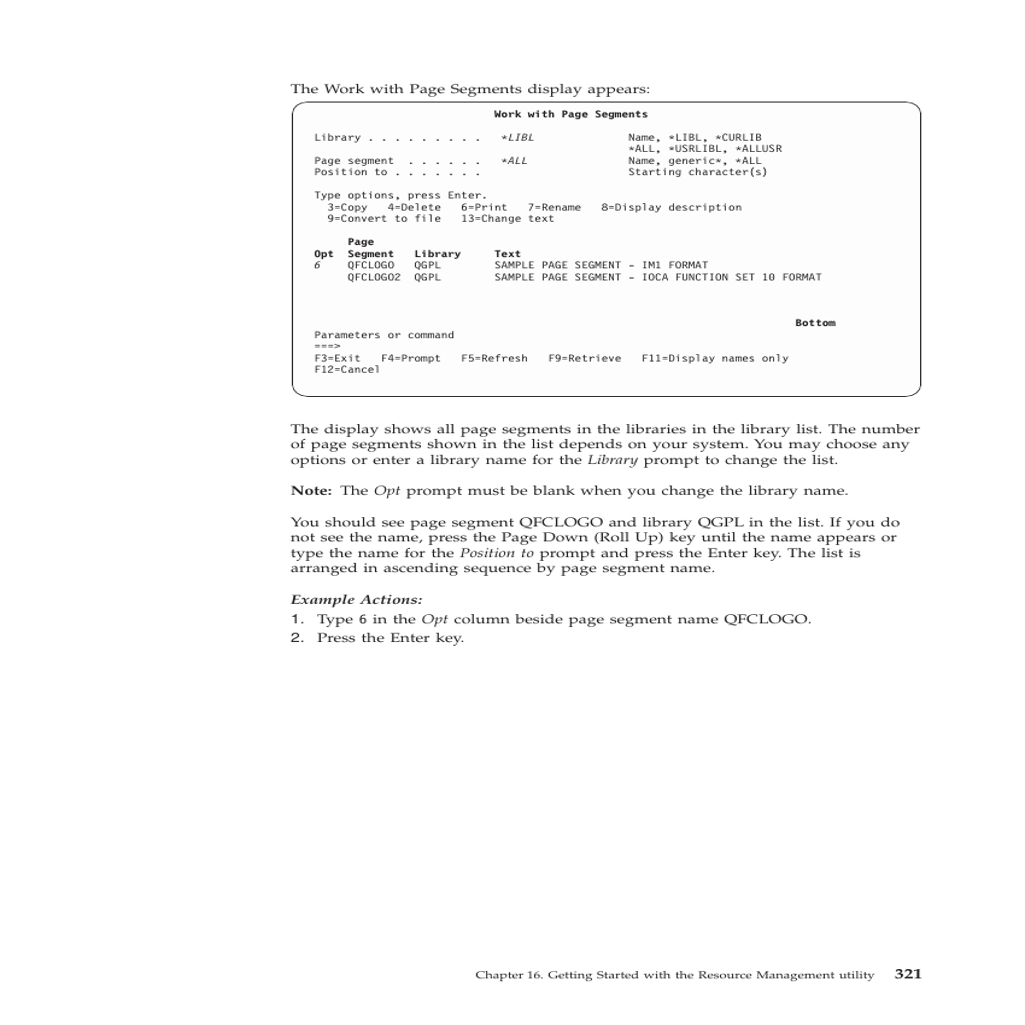 The Work with Page Segments display appears:
Work with Page Segments
Library . . . . . . . . .   *LIBL              Name, *LIBL, *CURLIB
*ALL, *USRLIBL, *ALLUSR
Page segment  . . . . . .   *ALL               Name, generic*, *ALL
Position to . . . . . . .                      Starting character(s)
Type options, press Enter.
3=Copy   4=Delete   6=Print   7=Rename   8=Display description
9=Convert to file   13=Change text
Page
Opt  Segment   Library     Text
6    QFCLOGO   QGPL        SAMPLE PAGE SEGMENT - IM1 FORMAT
QFCLOGO2  QGPL        SAMPLE PAGE SEGMENT - IOCA FUNCTION SET 10 FORMAT
Bottom
Parameters or command
===>
F3=Exit   F4=Prompt   F5=Refresh   F9=Retrieve   F11=Display names only
F12=Cancel
The display shows all page segments in the libraries in the library list. The number
of page segments shown in the list depends on your system. You may choose any
options or enter a library name for the Library prompt to change the list.
Note: The Opt prompt must be blank when you change the library name.
You should see page segment QFCLOGO and library QGPL in the list. If you do
not see the name, press the Page Down (Roll Up) key until the name appears or
type the name for the Position to prompt and press the Enter key. The list is
arranged in ascending sequence by page segment name.
Example Actions:
1. Type 6 in the Opt column beside page segment name QFCLOGO.
2. Press the Enter key.
Chapter 16. Getting Started with the Resource Management utility 321